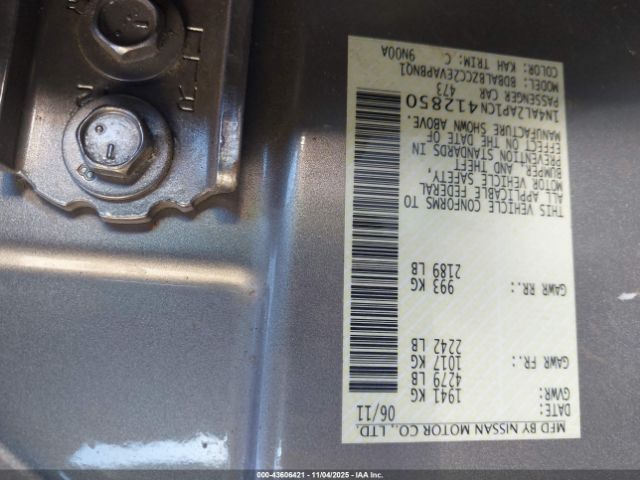 MFD BY NISSAN MOTOR CO., LTD.
DATE: 06/11
GVWR: 1941 KG
4279 LB
GAWR FR.: 1017 KG
2242 LB
GAWR RR.: 993 KG
2189 LB
THIS VEHICLE CONFORMS TO
ALL APPLICABLE FEDERAL
MOTOR VEHICLE SAFETY,
BUMPER AND THEFT
PREVENTION STANDARDS IN
EFFECT ON THE DATE OF
MANUFACTURE SHOWN ABOVE.
1N4AL2AP1CN412850
PASSENGER CAR 473
MODEL: BDBALB2CC2EVAPBNQ1
COLOR: KAH TRIM: C 9N00A
000-43606421 - 11/04/2025 - IAA Inc.